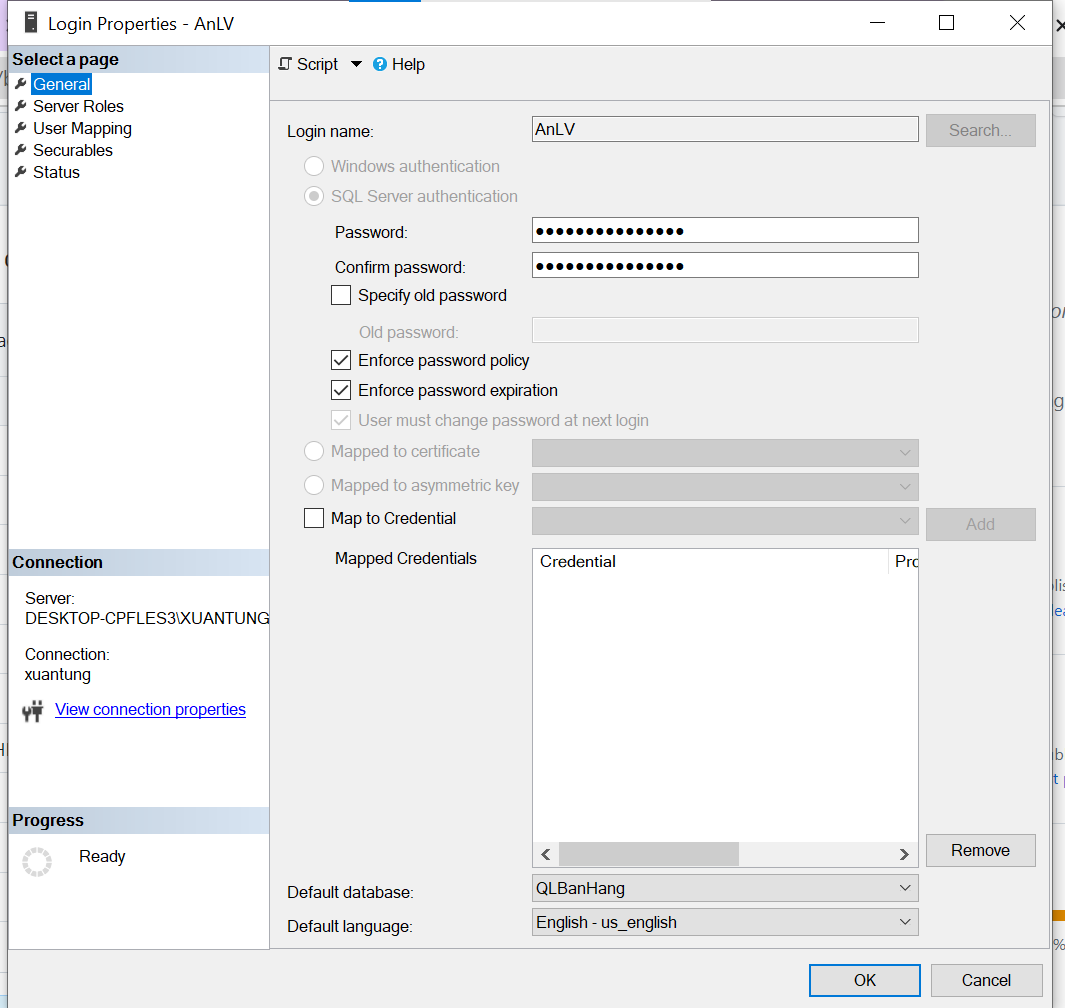 Login Properties - AnLV
Select a page
General
Server Roles
User Mapping
Securables
Status
Connection
Server:
DESKTOP-CPFLES3\XUANTUNG
Connection:
xuantung
View connection properties
Progress
Ready
Script
Help
Login name:
AnLV
Search...
Windows authentication
SQL Server authentication
Password:
●●●●●●●●●●●●●●●
Confirm password:
●●●●●●●●●●●●●●●
Specify old password
Old password:
Enforce password policy
Enforce password expiration
User must change password at next login
Mapped to certificate
Mapped to asymmetric key
Map to Credential
Add
Mapped Credentials
Credential
Pro
Remove
Default database:
QLBanHang
Default language:
English - us_english
OK
Cancel